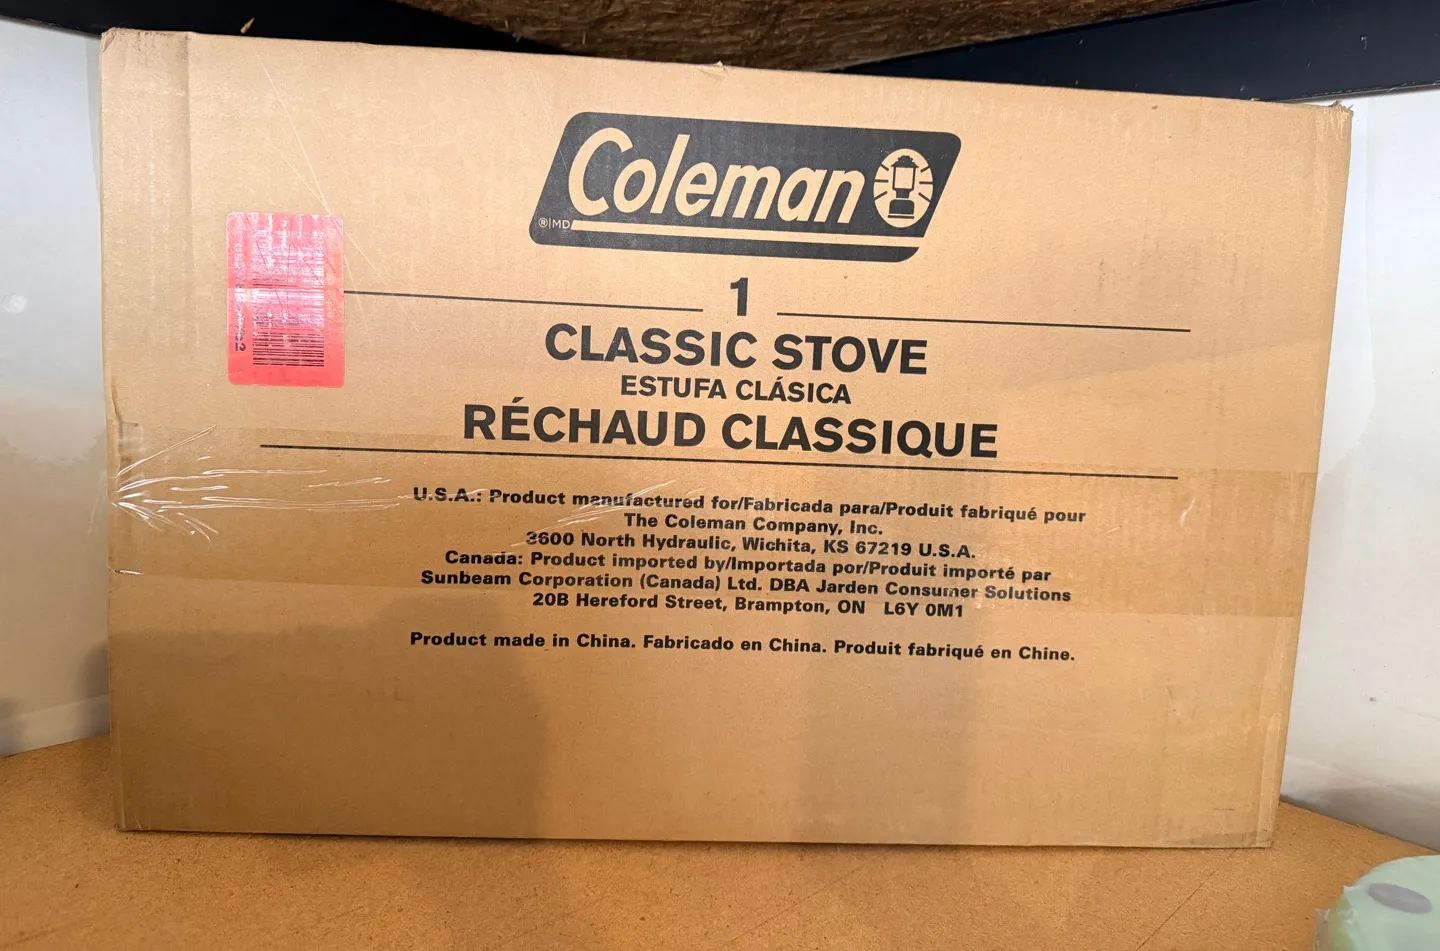 Coleman
®|MD
1
CLASSIC STOVE
ESTUFA CLÁSICA
RÉCHAUD CLASSIQUE
U.S.A.: Product manufactured for/Fabricada para/Produit fabriqué pour
The Coleman Company, Inc.
3600 North Hydraulic, Wichita, KS 67219 U.S.A.
Canada: Product imported by/Importada por/Produit importé par
Sunbeam Corporation (Canada) Ltd. DBA Jarden Consumer Solutions
20B Hereford Street, Brampton, ON L6Y 0M1
Product made in China. Fabricado en China. Produit fabriqué en Chine.